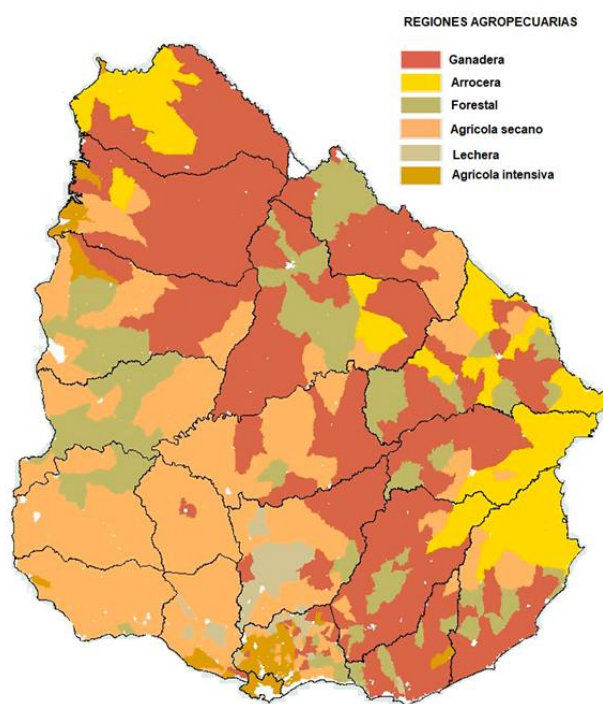 REGIONES AGROPECUARIAS
Ganadera
Arrocera
Forestal
Agrícola secano
Lechera
Agrícola intensiva